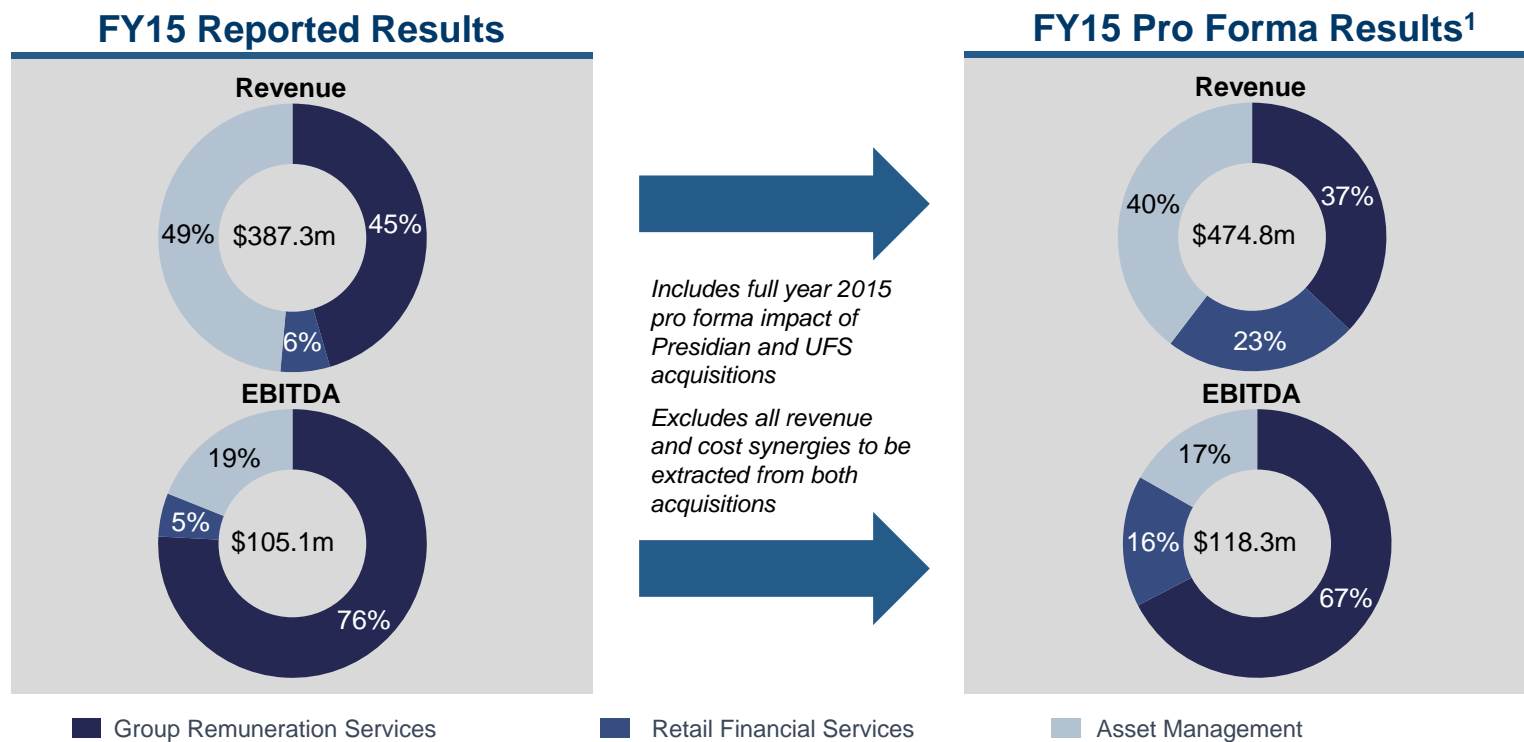 FY15 Reported Results
Revenue
49%
$387.3m
45%
6%
EBITDA
19%
5%
$105.1m
76%
Includes full year 2015
pro forma impact of
Presidian and UFS
acquisitions
Excludes all revenue
and cost synergies to be
extracted from both
acquisitions
FY15 Pro Forma Results¹
Revenue
40%
$474.8m
37%
23%
EBITDA
17%
16%
$118.3m
67%
Group Remuneration Services
Retail Financial Services
Asset Management